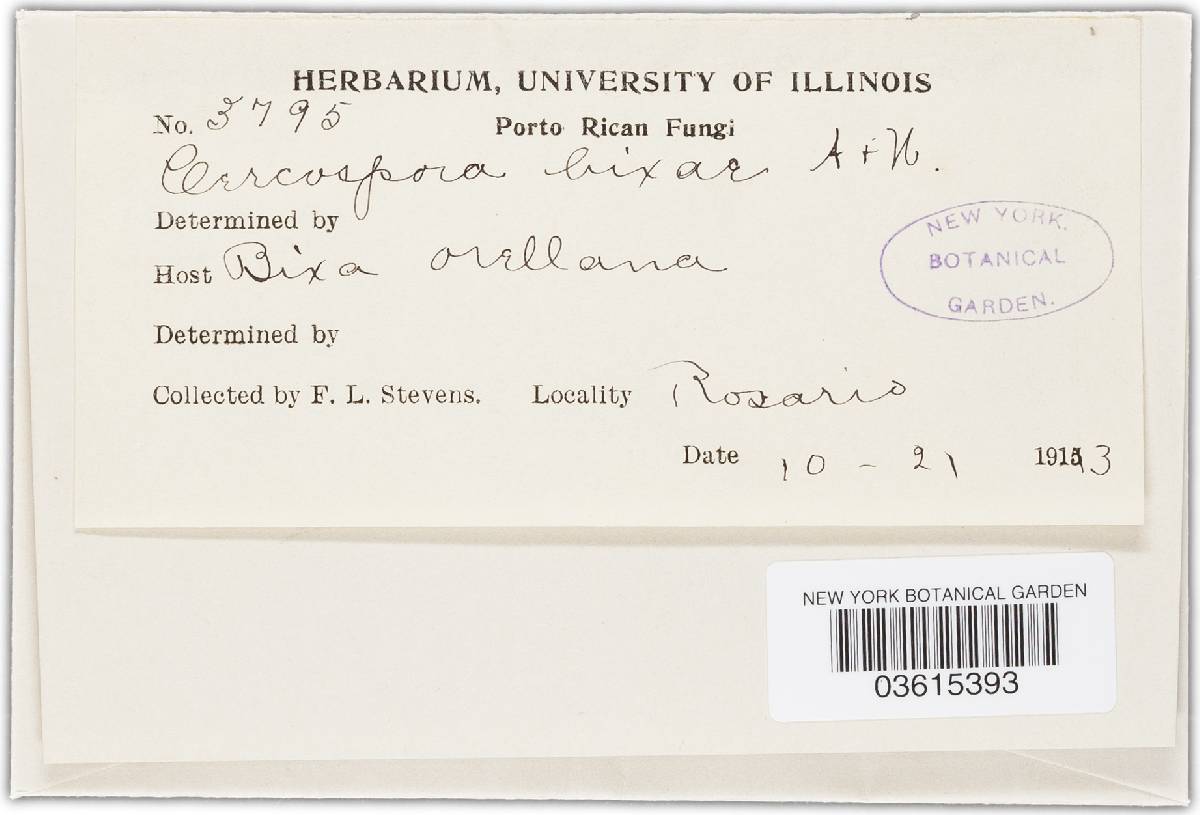 HERBARIUM, UNIVERSITY OF ILLINOIS
No. 3795 Porto Rican Fungi
Cercospora bixae A + N.
Determined by
Host Bixa orellana
NEW YORK.
BOTANICAL
GARDEN.
Determined by
Collected by F. L. Stevens. Locality Rosario
Date 10 - 21 1913
NEW YORK BOTANICAL GARDEN
03615393